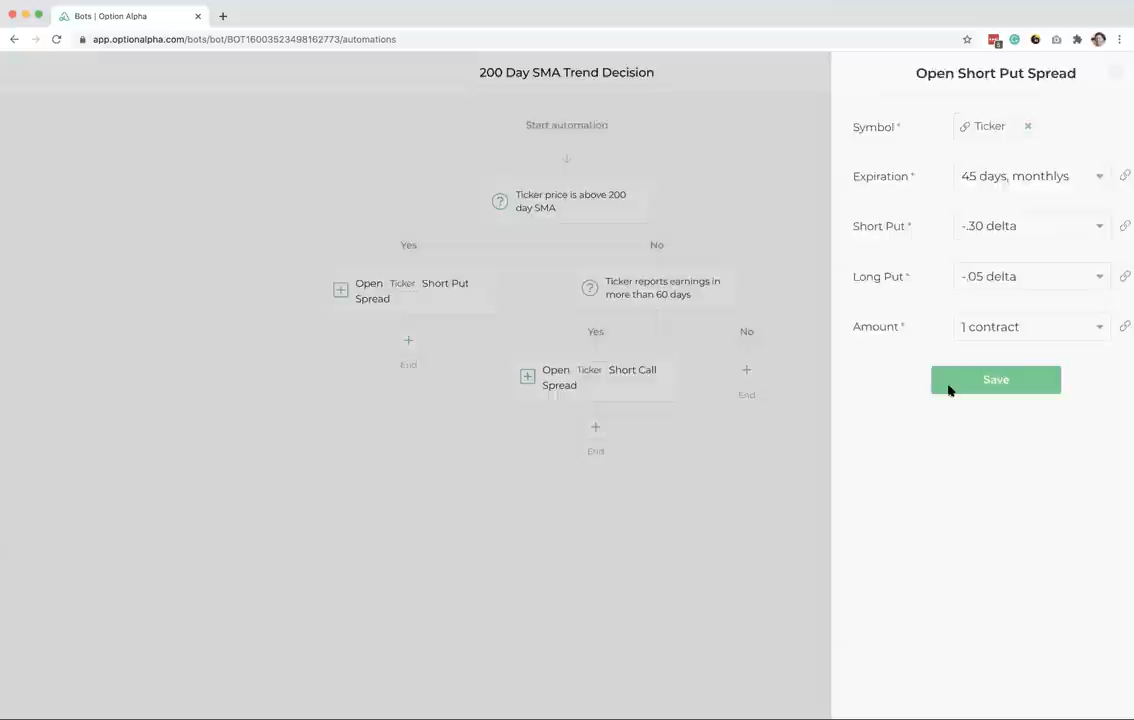 Bots | Option Alpha
app.optionalpha.com/bots/bot/BOT16003523498162773/automations
5
200 Day SMA Trend Decision
Start automation
Ticker price is above 200
day SMA
Yes
No
Open Ticker Short Put
Spread
Ticker reports earnings in
more than 60 days
End
Yes
No
Open Ticker Short Call
Spread
End
End
Open Short Put Spread
Symbol* Ticker
Expiration* 45 days, monthlys
Short Put* -.30 delta
Long Put* -.05 delta
Amount* 1 contract
Save